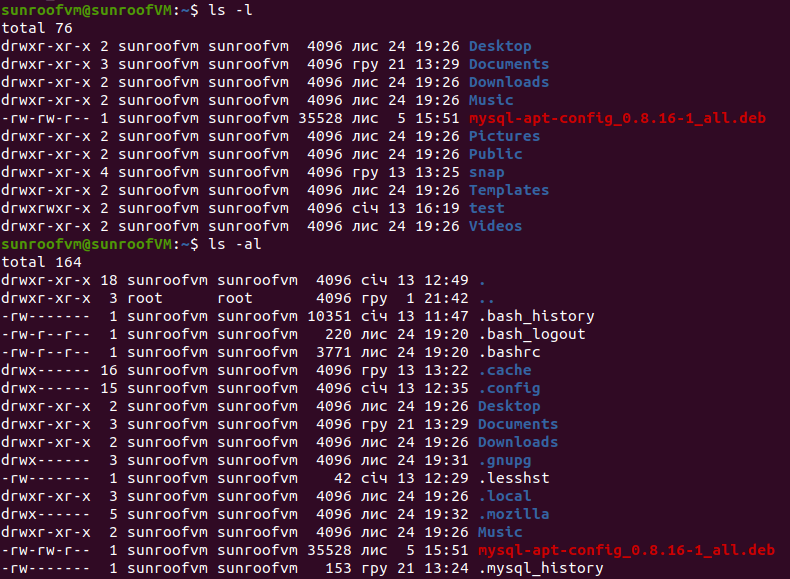 sunroofvm@sunroofVM:~$ ls -l
total 76
drwxr-xr-x 2 sunroofvm sunroofvm  4096 лис 24 19:26 Desktop
drwxr-xr-x 3 sunroofvm sunroofvm  4096 гру 21 13:29 Documents
drwxr-xr-x 2 sunroofvm sunroofvm  4096 лис 24 19:26 Downloads
drwxr-xr-x 2 sunroofvm sunroofvm  4096 лис 24 19:26 Music
-rw-rw-r-- 1 sunroofvm sunroofvm 35528 лис  5 15:51 mysql-apt-config_0.8.16-1_all.deb
drwxr-xr-x 2 sunroofvm sunroofvm  4096 лис 24 19:26 Pictures
drwxr-xr-x 2 sunroofvm sunroofvm  4096 лис 24 19:26 Public
drwxr-xr-x 4 sunroofvm sunroofvm  4096 гру 13 13:25 snap
drwxr-xr-x 2 sunroofvm sunroofvm  4096 лис 24 19:26 Templates
drwxrwxr-x 2 sunroofvm sunroofvm  4096 січ 13 16:19 test
drwxr-xr-x 2 sunroofvm sunroofvm  4096 лис 24 19:26 Videos
sunroofvm@sunroofVM:~$ ls -al
total 164
drwxr-xr-x 18 sunroofvm sunroofvm  4096 січ 13 12:49 .
drwxr-xr-x  3 root      root       4096 гру  1 21:42 ..
-rw-------  1 sunroofvm sunroofvm 10351 січ 13 11:47 .bash_history
-rw-r--r--  1 sunroofvm sunroofvm   220 лис 24 19:20 .bash_logout
-rw-r--r--  1 sunroofvm sunroofvm  3771 лис 24 19:20 .bashrc
drwx------ 16 sunroofvm sunroofvm  4096 гру 13 13:22 .cache
drwx------ 15 sunroofvm sunroofvm  4096 січ 13 12:35 .config
drwxr-xr-x  2 sunroofvm sunroofvm  4096 лис 24 19:26 Desktop
drwxr-xr-x  3 sunroofvm sunroofvm  4096 гру 21 13:29 Documents
drwxr-xr-x  2 sunroofvm sunroofvm  4096 лис 24 19:26 Downloads
drwx------  3 sunroofvm sunroofvm  4096 лис 24 19:31 .gnupg
-rw-------  1 sunroofvm sunroofvm    42 січ 13 12:29 .lesshst
drwxr-xr-x  3 sunroofvm sunroofvm  4096 лис 24 19:26 .local
drwx------  5 sunroofvm sunroofvm  4096 лис 24 19:32 .mozilla
drwxr-xr-x  2 sunroofvm sunroofvm  4096 лис 24 19:26 Music
-rw-rw-r--  1 sunroofvm sunroofvm 35528 лис  5 15:51 mysql-apt-config_0.8.16-1_all.deb
-rw-------  1 sunroofvm sunroofvm   153 гру 21 13:24 .mysql_history